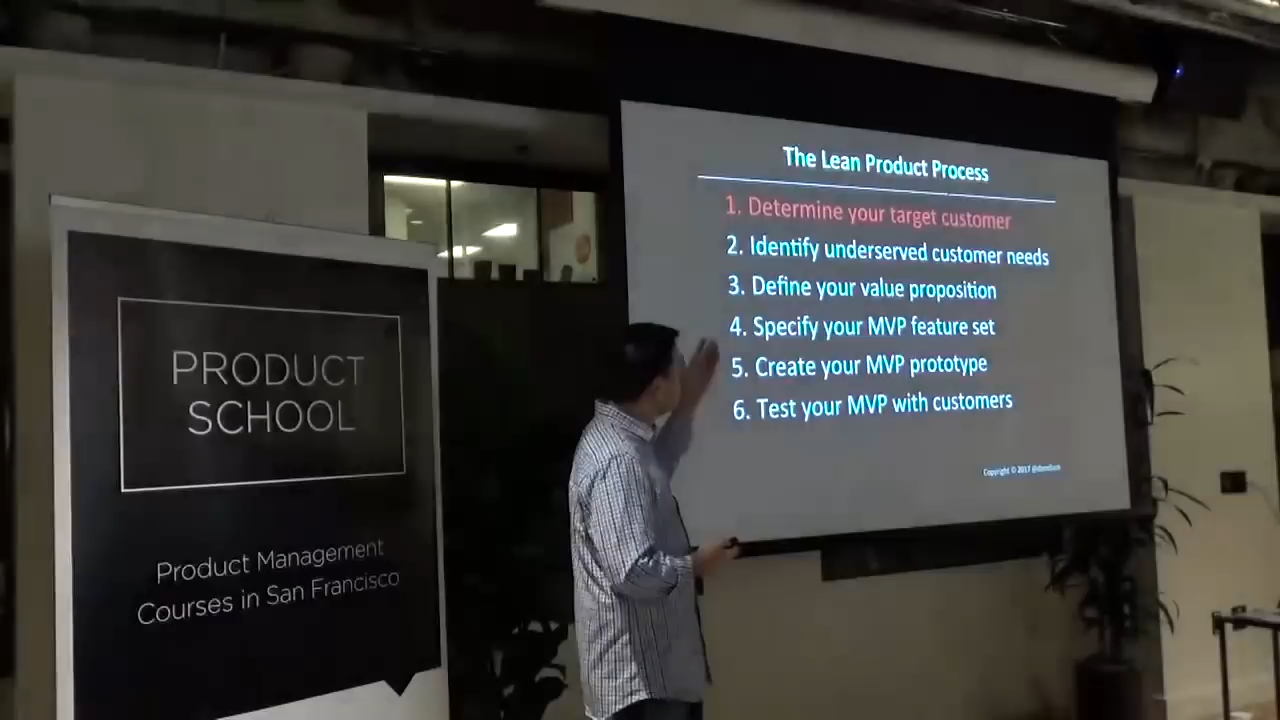 PRODUCT
SCHOOL
Product Management
Courses in San Francisco
The Lean Product Process
1. Determine your target customer
2. Identify underserved customer needs
3. Define your value proposition
4. Specify your MVP feature set
5. Create your MVP prototype
6. Test your MVP with customers
Copyright © 2017